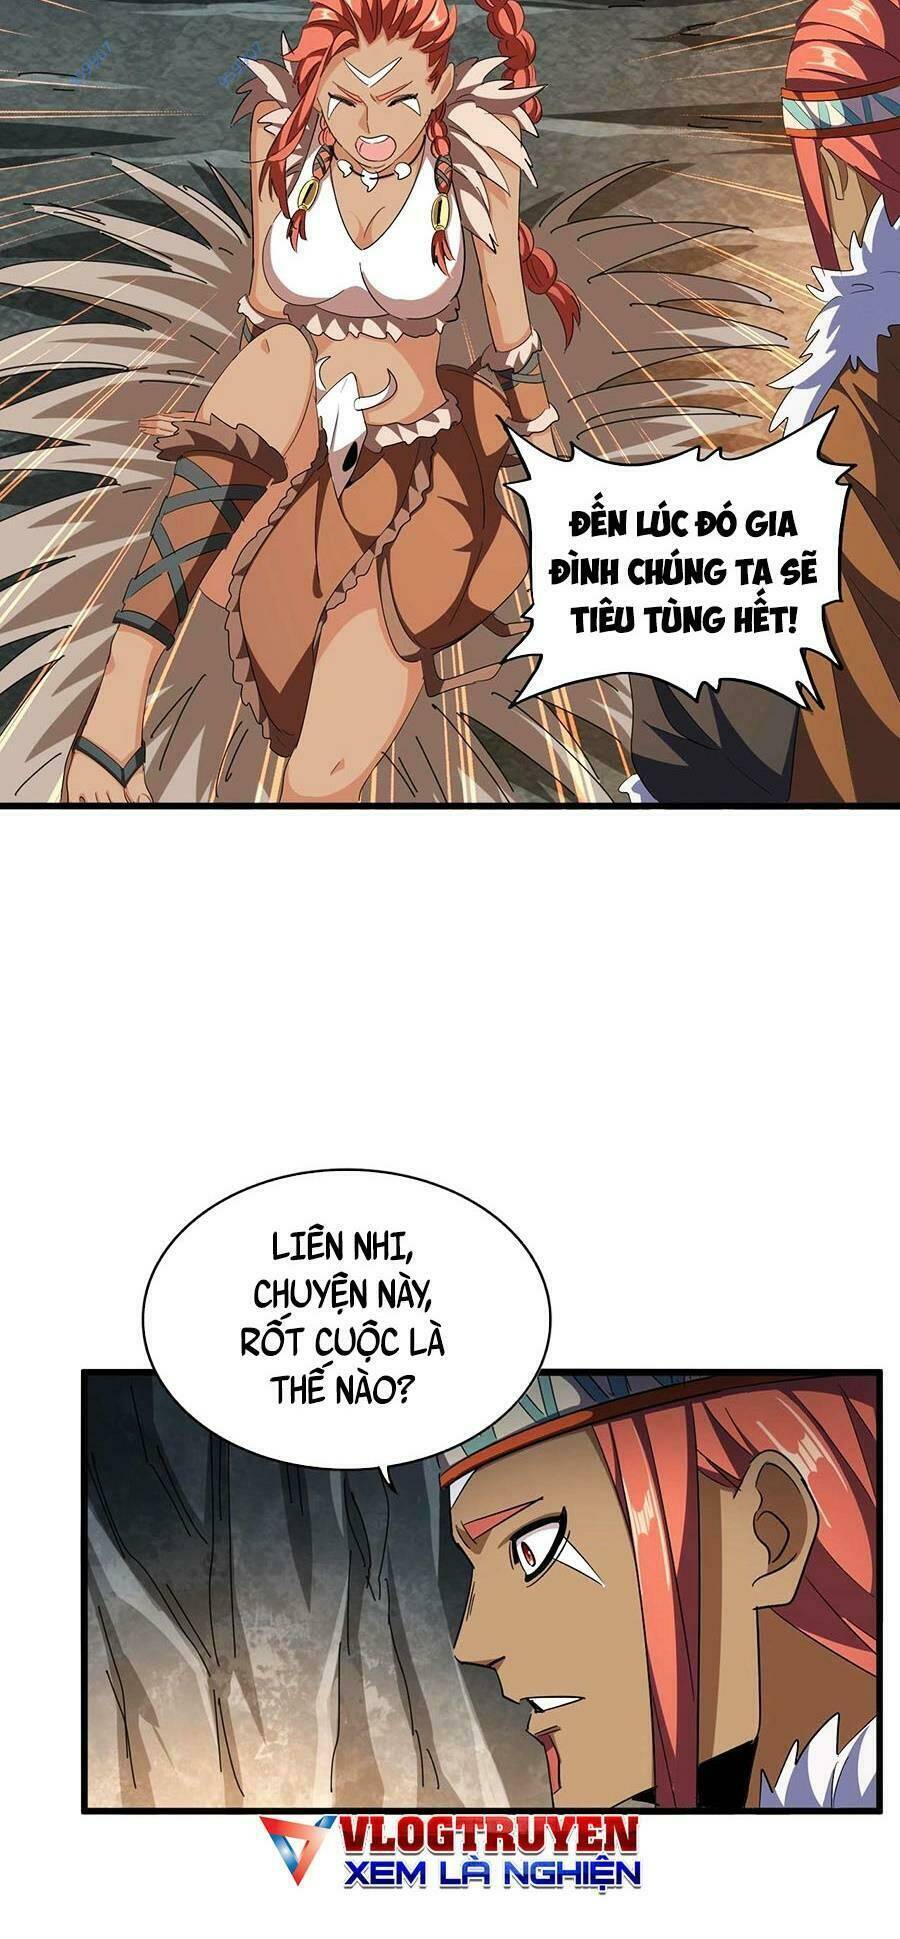 ĐẾN LÚC ĐÓ GIA
ĐÌNH CHÚNG TA SẼ
TIÊU TÙNG HẾT!
LIÊN NHI,
CHUYỆN NÀY,
RỐT CUỘC LÀ
THẾ NÀO?
VLOGTRUYEN
XEM LÀ NGHIỆN